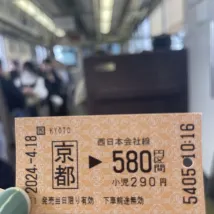 KYOTO
西日本会社線
京都 ▶ 580円区間
小児290円
発売当日限り有効 下車前途無効
2024-4.18
5405●10:16